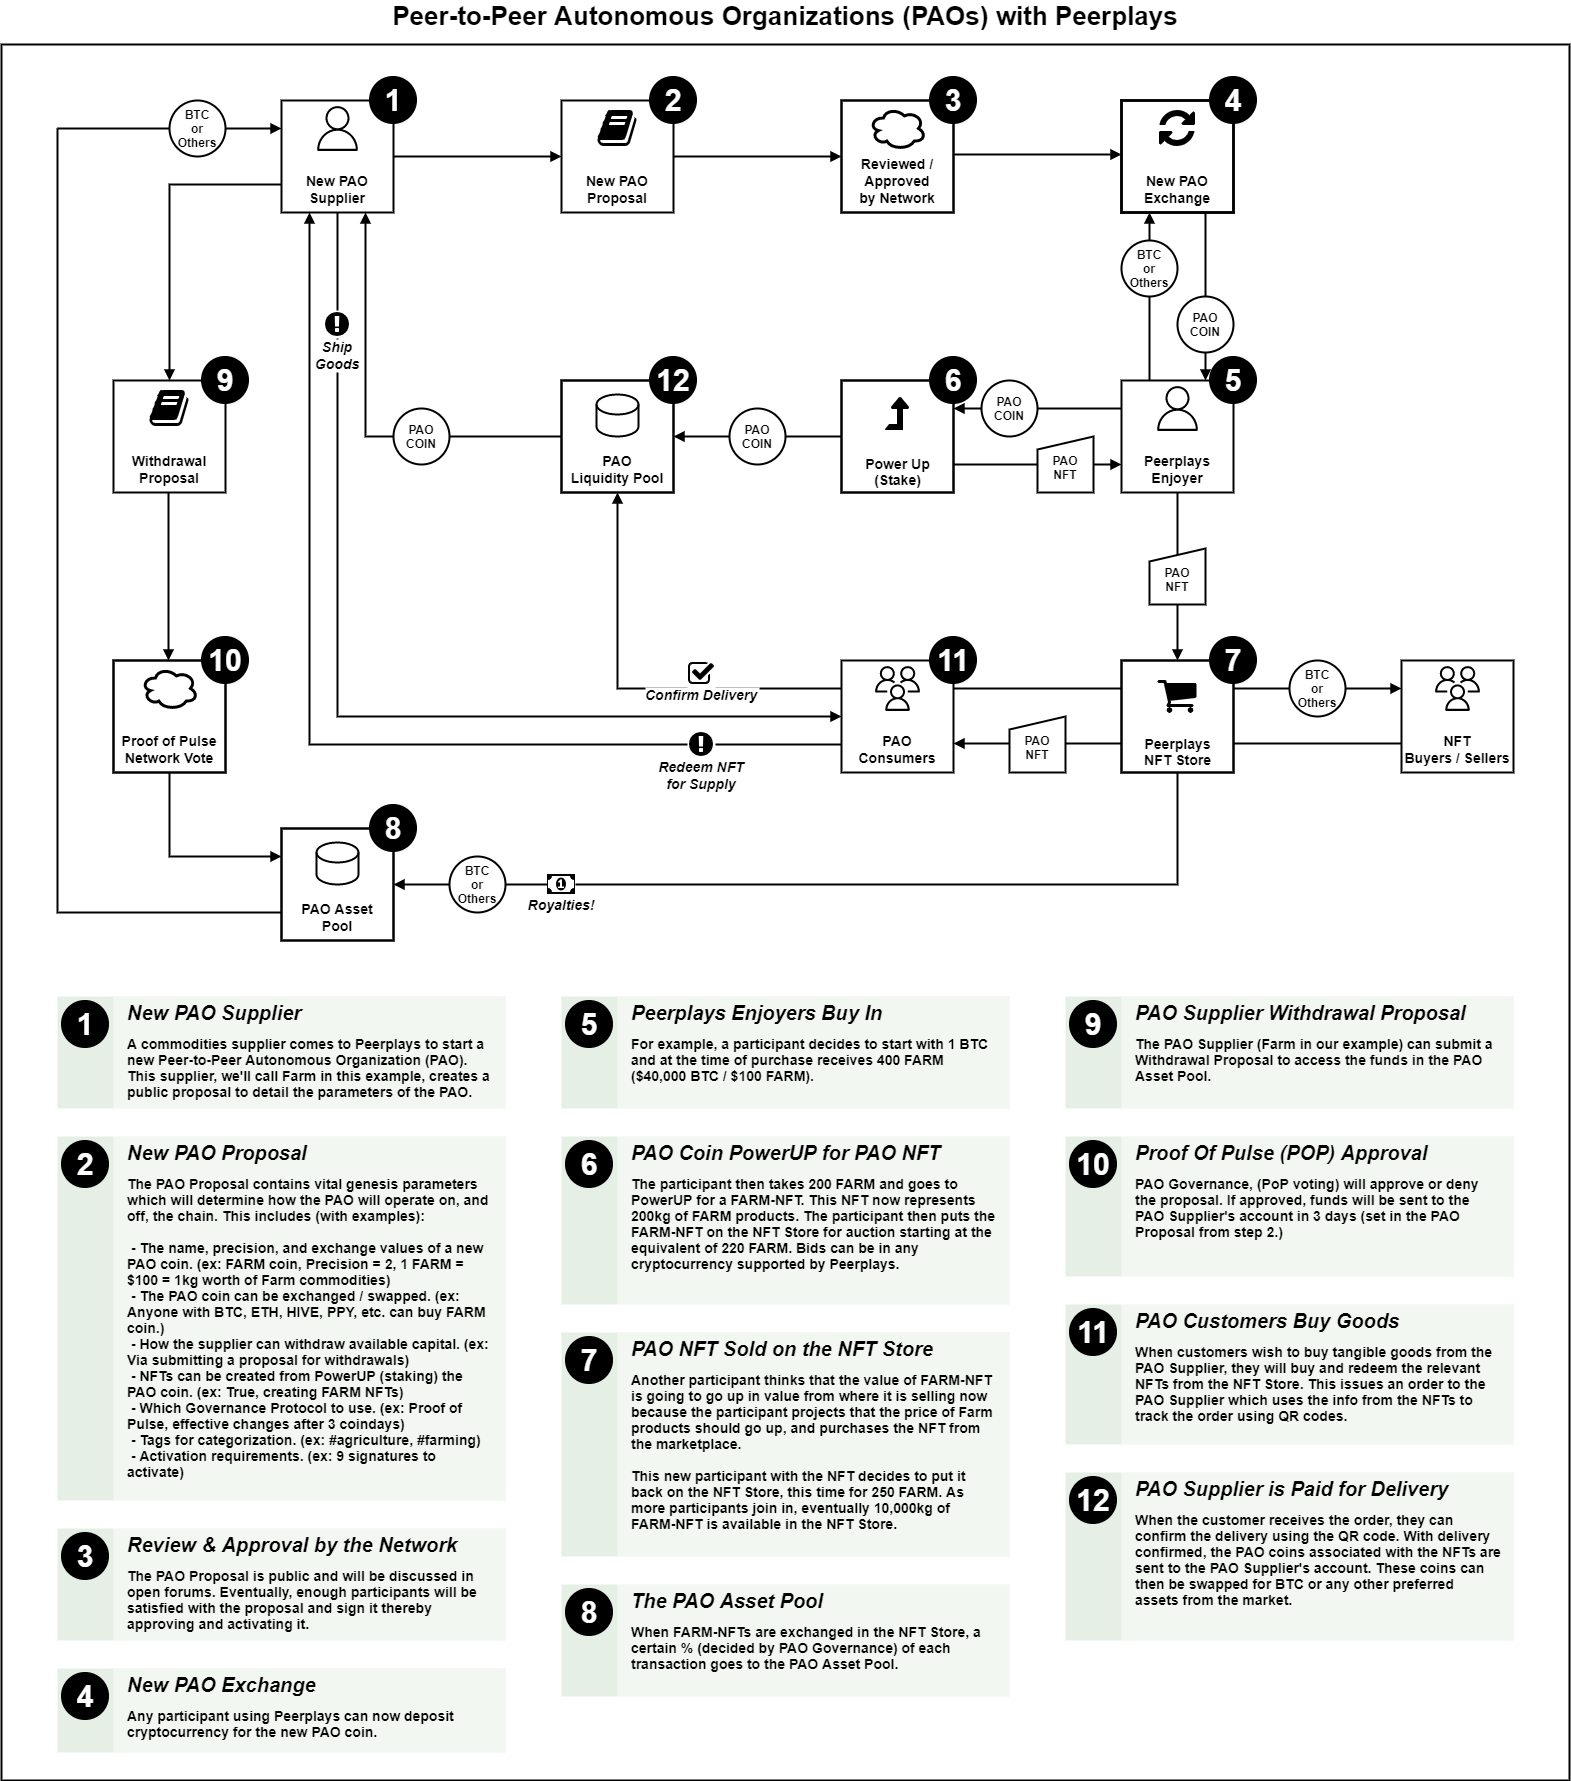 Peer-to-Peer Autonomous Organizations (PAOs) with Peerplays
BTC
or
Others
1
New PAO
Supplier
2
New PAO
Proposal
3
Reviewed /
Approved
by Network
4
New PAO
Exchange
BTC
or
Others
PAO
COIN
Ship
Goods
9
Withdrawal
Proposal
PAO
COIN
12
PAO
Liquidity Pool
PAO
COIN
6
Power Up
(Stake)
PAO
COIN
PAO
NFT
5
Peerplays
Enjoyer
PAO
NFT
10
Proof of Pulse
Network Vote
Confirm Delivery
Redeem NFT
for Supply
11
PAO
Consumers
PAO
NFT
7
Peerplays
NFT Store
BTC
or
Others
NFT
Buyers / Sellers
8
PAO Asset
Pool
BTC
or
Others
1
Royalties!
1
New PAO Supplier
A commodities supplier comes to Peerplays to start a
new Peer-to-Peer Autonomous Organization (PAO).
This supplier, we'll call Farm in this example, creates a
public proposal to detail the parameters of the PAO.
2
New PAO Proposal
The PAO Proposal contains vital genesis parameters
which will determine how the PAO will operate on, and
off, the chain. This includes (with examples):
- The name, precision, and exchange values of a new
PAO coin. (ex: FARM coin, Precision = 2, 1 FARM =
$100 = 1kg worth of Farm commodities)
- The PAO coin can be exchanged / swapped. (ex:
Anyone with BTC, ETH, HIVE, PPY, etc. can buy FARM
coin.)
- How the supplier can withdraw available capital. (ex:
Via submitting a proposal for withdrawals)
- NFTs can be created from PowerUP (staking) the
PAO coin. (ex: True, creating FARM NFTs)
- Which Governance Protocol to use. (ex: Proof of
Pulse, effective changes after 3 coindays)
- Tags for categorization. (ex: #agriculture, #farming)
- Activation requirements. (ex: 9 signatures to
activate)
3
Review & Approval by the Network
The PAO Proposal is public and will be discussed in
open forums. Eventually, enough participants will be
satisfied with the proposal and sign it thereby
approving and activating it.
4
New PAO Exchange
Any participant using Peerplays can now deposit
cryptocurrency for the new PAO coin.
5
Peerplays Enjoyers Buy In
For example, a participant decides to start with 1 BTC
and at the time of purchase receives 400 FARM
($40,000 BTC / $100 FARM).
6
PAO Coin PowerUP for PAO NFT
The participant then takes 200 FARM and goes to
PowerUP for a FARM-NFT. This NFT now represents
200kg of FARM products. The participant then puts the
FARM-NFT on the NFT Store for auction starting at the
equivalent of 220 FARM. Bids can be in any
cryptocurrency supported by Peerplays.
7
PAO NFT Sold on the NFT Store
Another participant thinks that the value of FARM-NFT
is going to go up in value from where it is selling now
because the participant projects that the price of Farm
products should go up, and purchases the NFT from
the marketplace.
This new participant with the NFT decides to put it
back on the NFT Store, this time for 250 FARM. As
more participants join in, eventually 10,000kg of
FARM-NFT is available in the NFT Store.
8
The PAO Asset Pool
When FARM-NFTs are exchanged in the NFT Store, a
certain % (decided by PAO Governance) of each
transaction goes to the PAO Asset Pool.
9
PAO Supplier Withdrawal Proposal
The PAO Supplier (Farm in our example) can submit a
Withdrawal Proposal to access the funds in the PAO
Asset Pool.
10
Proof Of Pulse (POP) Approval
PAO Governance, (PoP voting) will approve or deny
the proposal. If approved, funds will be sent to the
PAO Supplier's account in 3 days (set in the PAO
Proposal from step 2.)
11
PAO Customers Buy Goods
When customers wish to buy tangible goods from the
PAO Supplier, they will buy and redeem the relevant
NFTs from the NFT Store. This issues an order to the
PAO Supplier which uses the info from the NFTs to
track the order using QR codes.
12
PAO Supplier is Paid for Delivery
When the customer receives the order, they can
confirm the delivery using the QR code. With delivery
confirmed, the PAO coins associated with the NFTs are
sent to the PAO Supplier's account. These coins can
then be swapped for BTC or any other preferred
assets from the market.